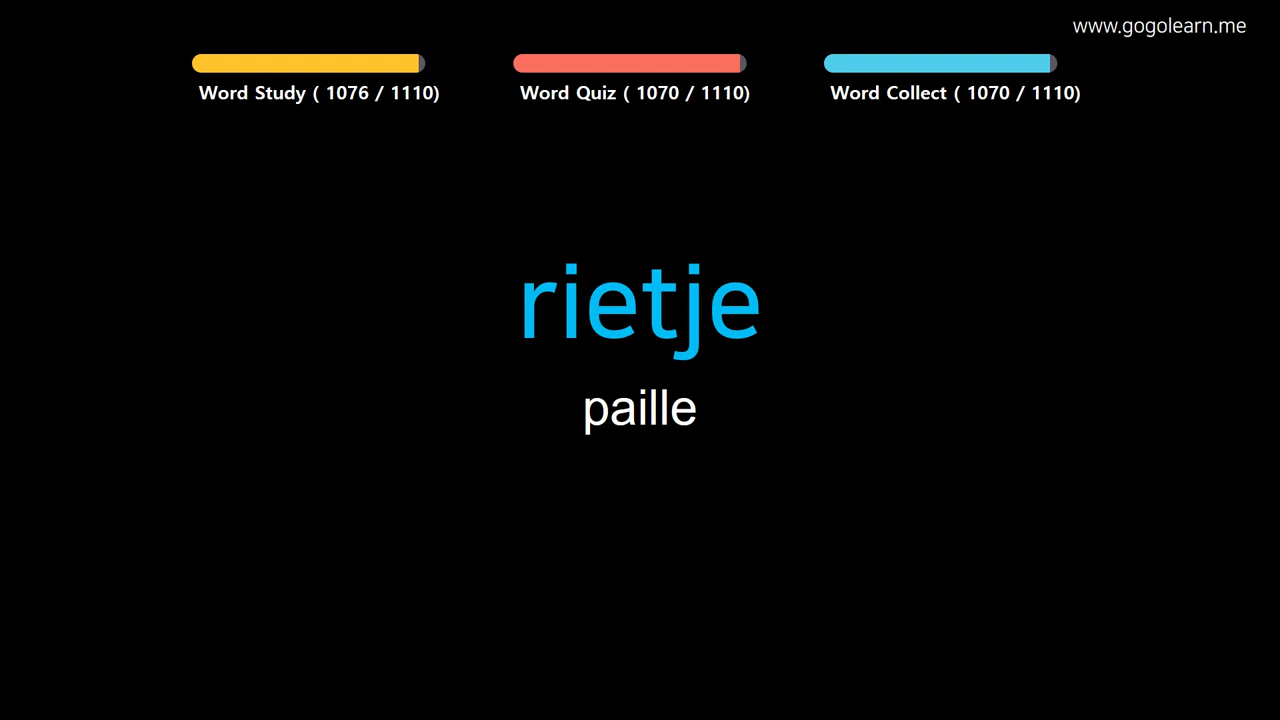 www.gogolearn.me
Word Study ( 1076 / 1110)
Word Quiz ( 1070 / 1110)
Word Collect ( 1070 / 1110)
rietje
paille